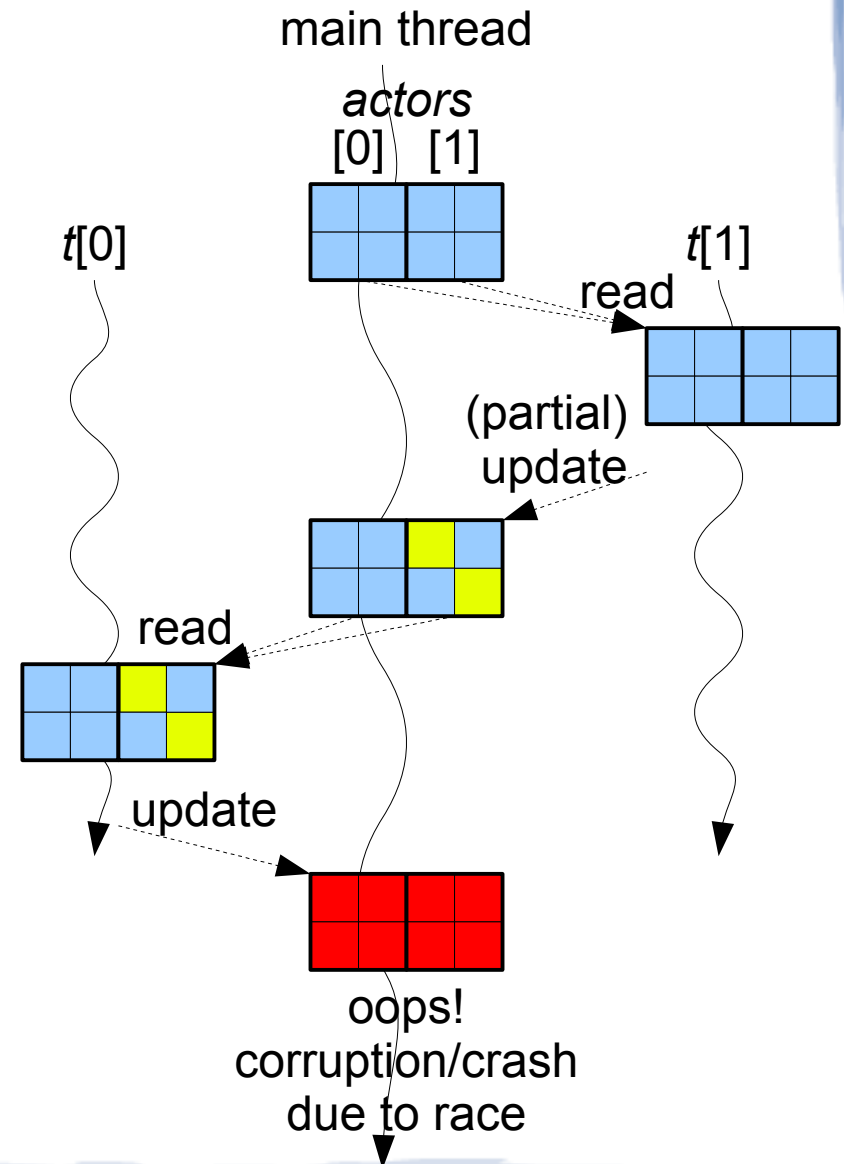 main thread
actors
[0] [1]
t[0]
t[1]
read
(partial)
update
read
update
oops!
corruption/crash
due to race